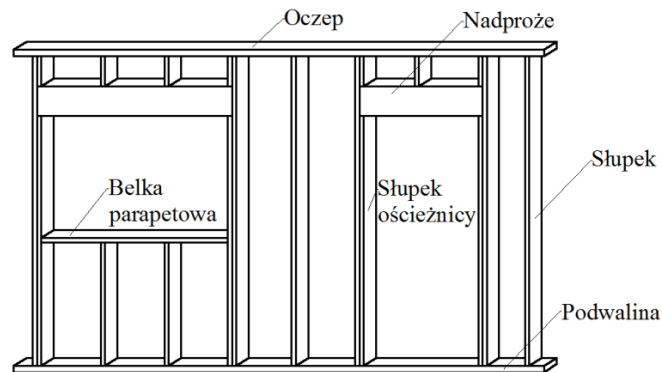 Oczep
Nadproże
Słupek
Belka
parapetowa
Słupek
ościeżnicy
Podwalina